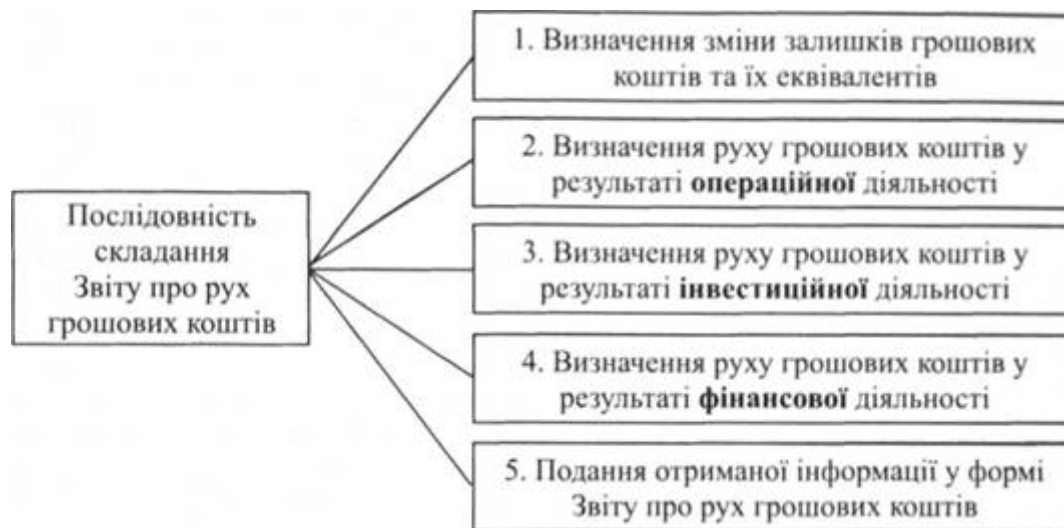 Послідовність
складання
Звіту про рух
грошових коштів
1. Визначення зміни залишків грошових
коштів та їх еквівалентів
2. Визначення руху грошових коштів у
результаті операційної діяльності
3. Визначення руху грошових коштів у
результаті інвестиційної діяльності
4. Визначення руху грошових коштів у
результаті фінансової діяльності
5. Подання отриманої інформації у формі
Звіту про рух грошових коштів